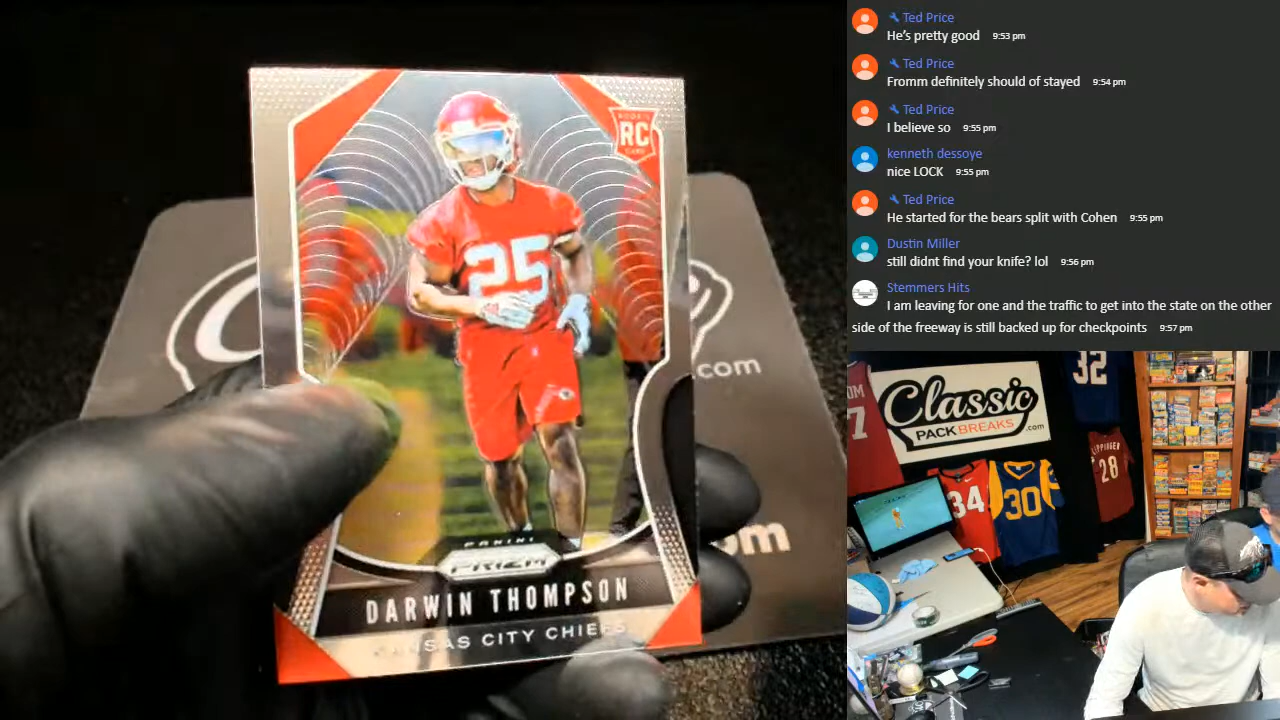 Ted Price
He's pretty good 9:53 pm
Ted Price
Fromm definitely should of stayed 9:54 pm
Ted Price
I believe so 9:55 pm
kenneth dessoye
nice LOCK 9:55 pm
Ted Price
He started for the bears split with Cohen 9:55 pm
Dustin Miller
still didnt find your knife? lol 9:56 pm
Stemmers Hits
I am leaving for one and the traffic to get into the state on the other
side of the freeway is still backed up for checkpoints 9:57 pm
RC
25
PANINI
PRIZM
DARWIN THOMPSON
KANSAS CITY CHIEFS
.com
om
Classic
PACK BREAKS .com
32
7
34
30
28